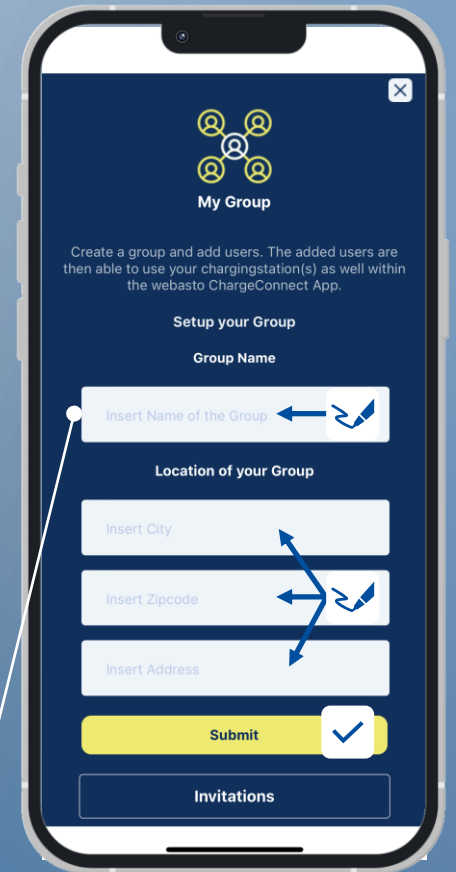 My Group
Create a group and add users. The added users are
then able to use your chargingstation(s) as well within
the webasto ChargeConnect App.
Setup your Group
Group Name
Insert Name of the Group
Location of your Group
Insert City
Insert Zipcode
Insert Address
Submit
Invitations